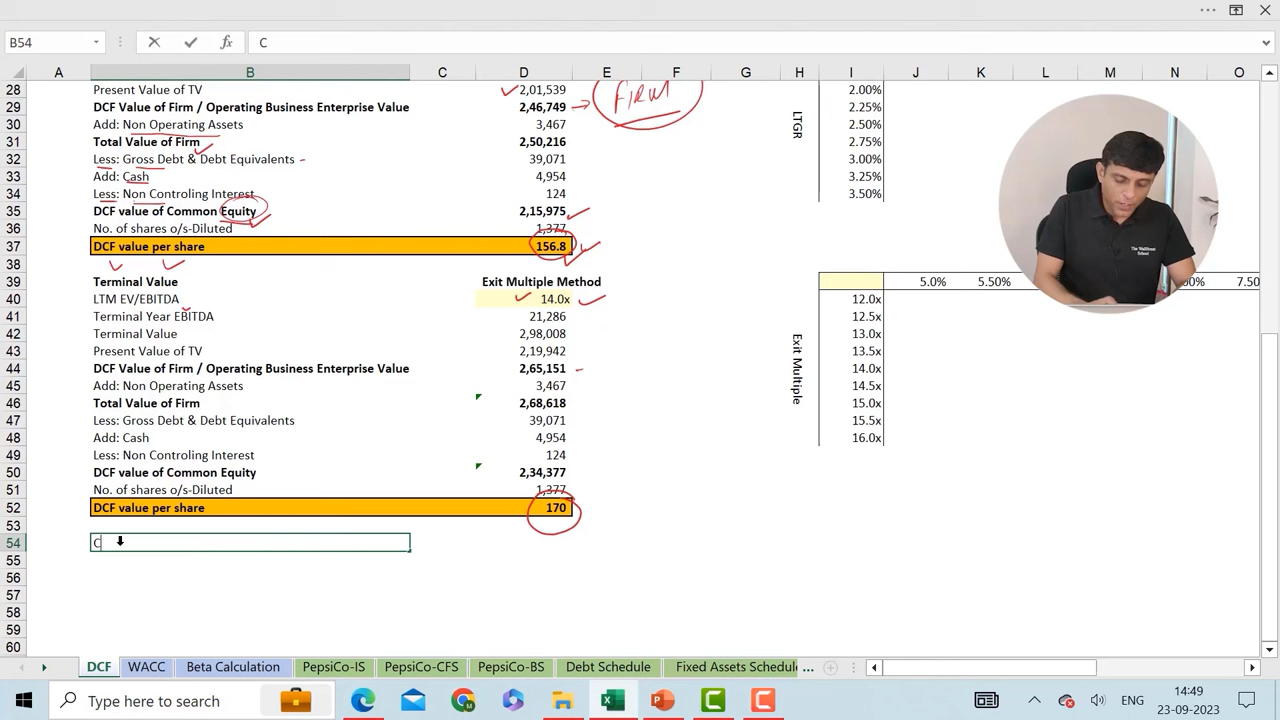 B54 C
A B C D E F G H I J K L M N O
28 Present Value of TV 2,01,539 2.00%
29 DCF Value of Firm / Operating Business Enterprise Value 2,46,749 Firm 2.25%
30 Add: Non Operating Assets 3,467 2.50%
31 Total Value of Firm 2,50,216 2.75%
32 Less: Gross Debt & Debt Equivalents 39,071 3.00%
33 Add: Cash 4,954 3.25%
34 Less: Non Controling Interest 124 3.50%
LTGR
35 DCF value of Common Equity 2,15,975
36 No. of shares o/s-Diluted 1,377
37 DCF value per share 156.8
38
39 Terminal Value Exit Multiple Method 5.0% 5.50% 7.50
40 LTM EV/EBITDA 14.0x 12.0x
41 Terminal Year EBITDA 21,286 12.5x
42 Terminal Value 2,98,008 13.0x
43 Present Value of TV 2,19,942 13.5x
44 DCF Value of Firm / Operating Business Enterprise Value 2,65,151 14.0x
45 Add: Non Operating Assets 3,467 14.5x
46 Total Value of Firm 2,68,618 15.0x
47 Less: Gross Debt & Debt Equivalents 39,071 15.5x
48 Add: Cash 4,954 16.0x
Exit Multiple
49 Less: Non Controling Interest 124
50 DCF value of Common Equity 2,34,377
51 No. of shares o/s-Diluted 1,377
52 DCF value per share 170
53
54 C
55
56
57
58
59
60
The WallStreet School
DCF WACC Beta Calculation PepsiCo-IS PepsiCo-CFS PepsiCo-BS Debt Schedule Fixed Assets Schedule ...
Type here to search ENG 14:49
23-09-2023